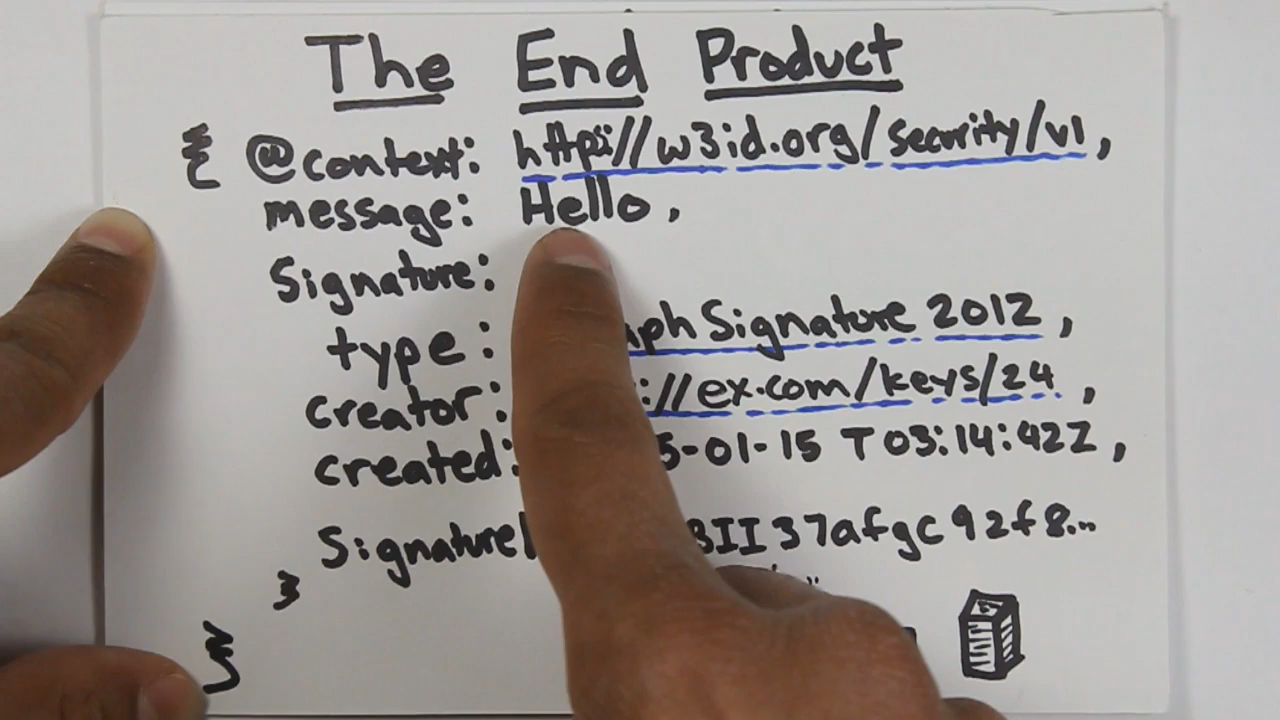 The End Product
{ @context: https://w3id.org/security/v1,
message: Hello,
Signature:
type: Signature 2012,
creator: ://ex.com/keys/24,
created: 5-01-15 T03:14:42Z,
Signature BII37afgc92f8...
}
}